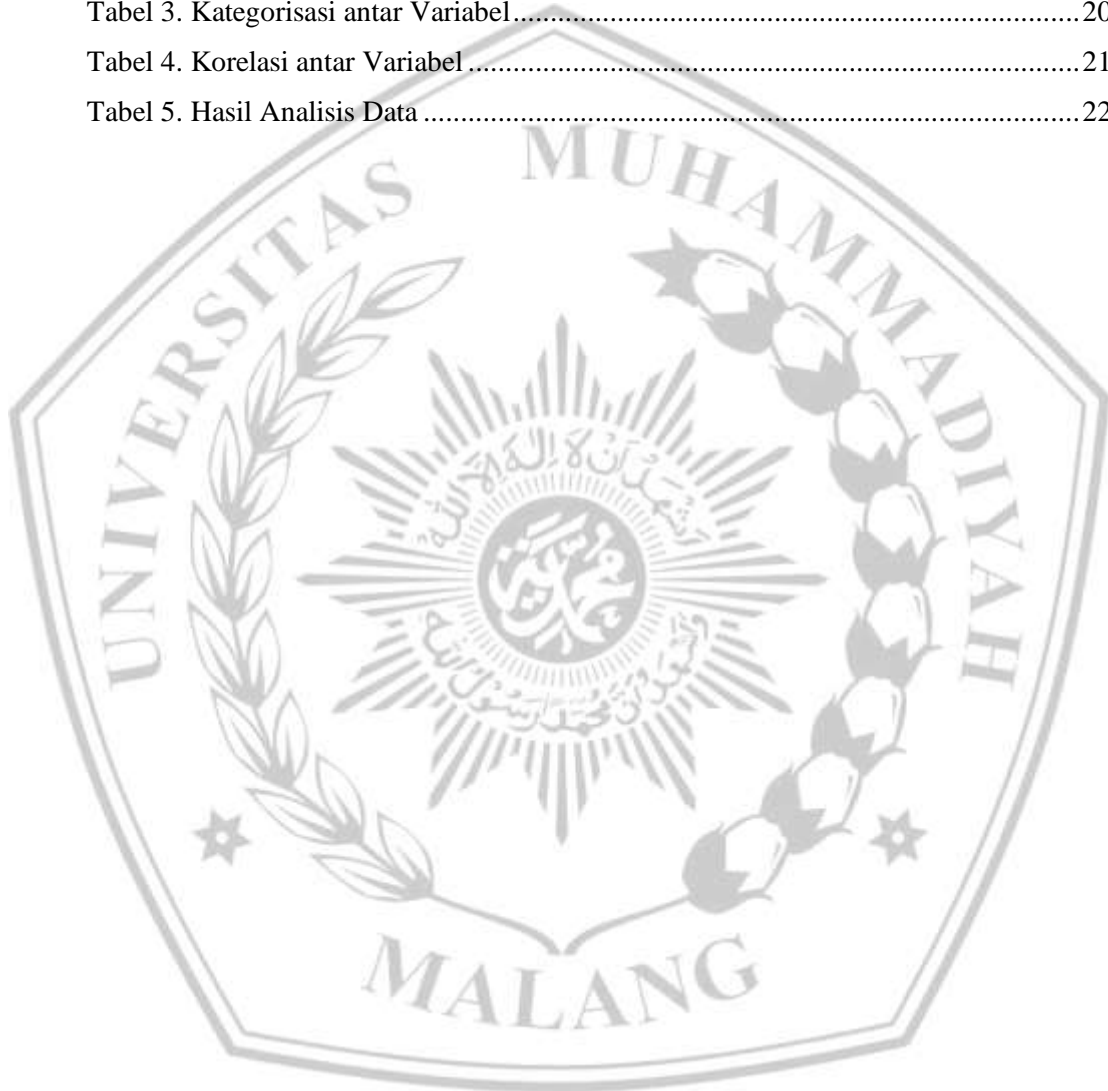 Tabel 3. Kategorisasi antar Variabel....................................................................................20
Tabel 4. Korelasi antar Variabel...........................................................................................21
Tabel 5. Hasil Analisis Data.................................................................................................22
UNIVERSITAS MUHAMMADIYAH
MALANG